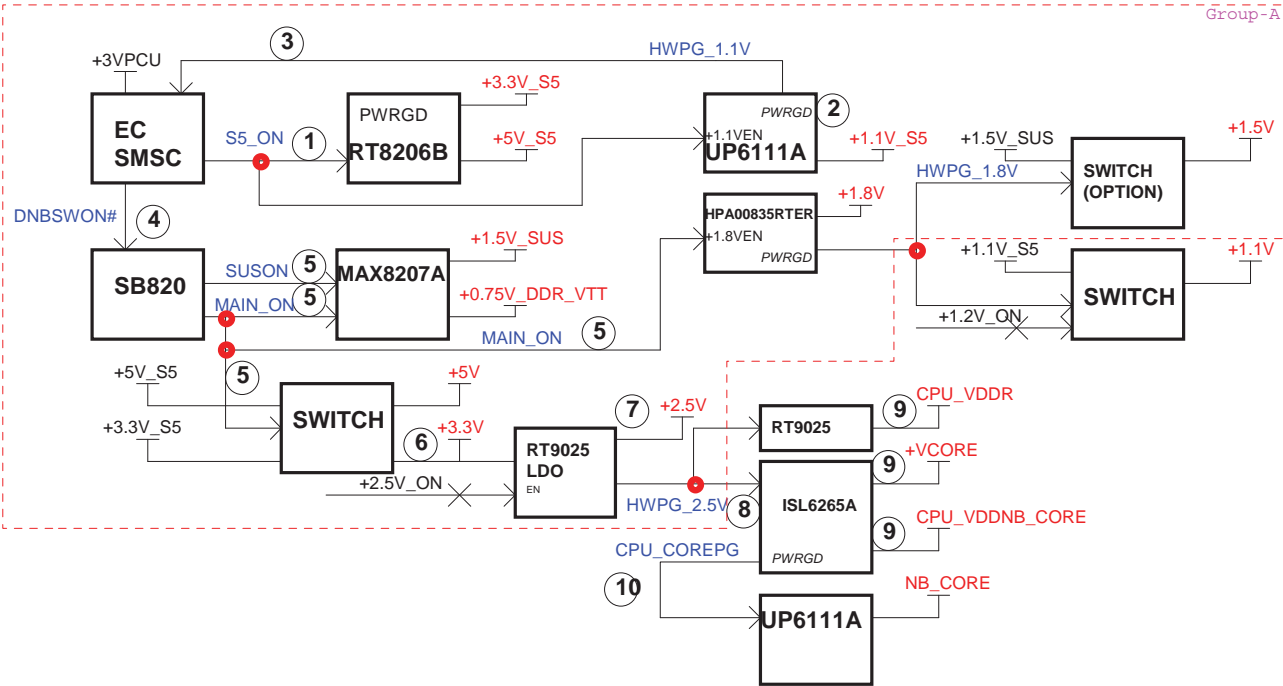 Group-A
3
HWPG_1.1V
+3VPCU
EC
SMSC
S5_ON
1
PWRGD
RT8206B
+3.3V_S5
+5V_S5
PWRGD
2
+1.1VEN
UP6111A
+1.1V_S5
+1.5V_SUS
+1.5V
SWITCH
(OPTION)
HWPG_1.8V
DNBSWON#
4
HPA00835RTER
+1.8V
+1.8VEN
PWRGD
SB820
SUSON
5
MAIN_ON
5
MAX8207A
+1.5V_SUS
+0.75V_DDR_VTT
+1.1V_S5
+1.1V
SWITCH
+1.2V_ON
MAIN_ON
5
5
+5V_S5
+5V
SWITCH
+3.3V_S5
6
+3.3V
+2.5V_ON
7
+2.5V
RT9025
LDO
EN
HWPG_2.5V
RT9025
9
CPU_VDDR
8
ISL6265A
PWRGD
9
+VCORE
9
CPU_VDDNB_CORE
CPU_COREPG
10
UP6111A
NB_CORE